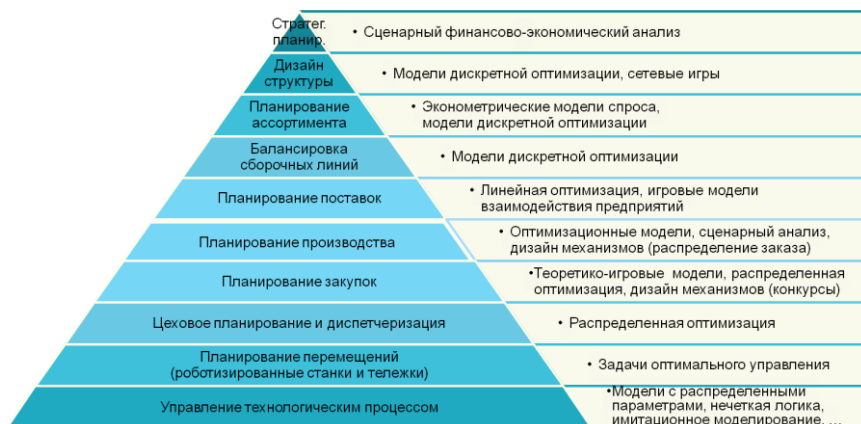 Стратег.
планир.
• Сценарный финансово-экономический анализ
Дизайн
структуры
• Модели дискретной оптимизации, сетевые игры
Планирование
ассортимента
• Эконометрические модели спроса,
модели дискретной оптимизации
Балансировка
сборочных линий
• Модели дискретной оптимизации
Планирование поставок
• Линейная оптимизация, игровые модели
взаимодействия предприятий
Планирование производства
• Оптимизационные модели, сценарный анализ,
дизайн механизмов (распределение заказа)
Планирование закупок
•Теоретико-игровые модели, распределенная
оптимизация, дизайн механизмов (конкурсы)
Цеховое планирование и диспетчеризация
• Распределенная оптимизация
Планирование перемещений
(роботизированные станки и тележки)
• Задачи оптимального управления
Управление технологическим процессом
•Модели с распределенными
параметрами, нечеткая логика,
имитационное моделирование, ...